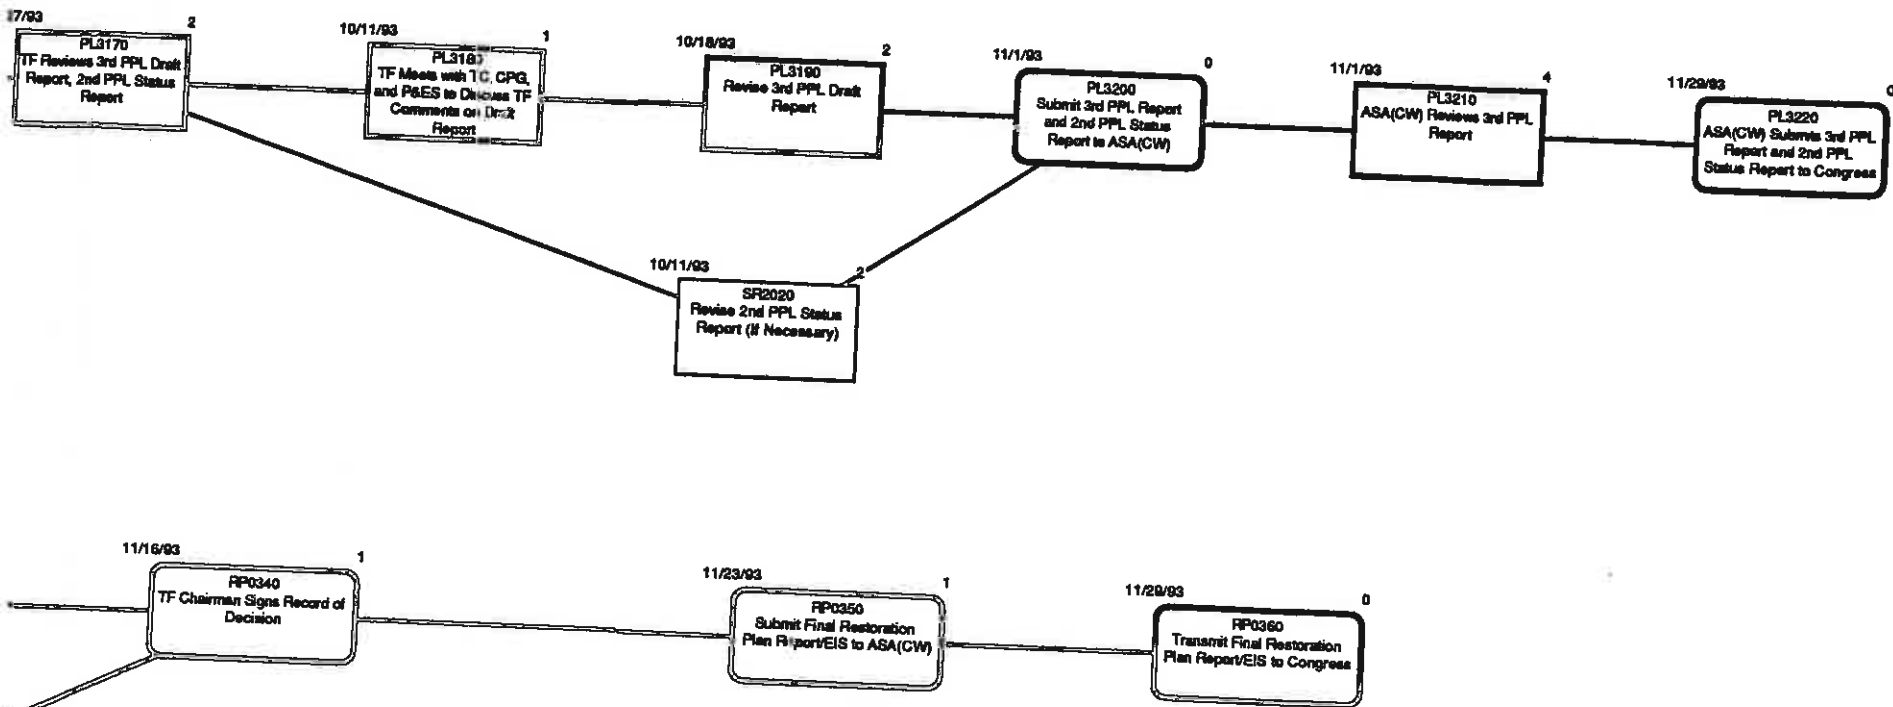 7/93
2
PL3170
TF Reviews 3rd PPL Draft
Report, 2nd PPL Status
Report
10/11/93
1
TF Meets with TC, CPG,
and P&ES to Discuss TF
Comments on Draft
Report
10/18/93
2
PL3190
Revise 3rd PPL Draft
Report
11/1/93
0
PL3200
Submit 3rd PPL Report
and 2nd PPL Status
Report to ASA(CW)
11/1/93
4
PL3210
ASA(CW) Reviews 3rd PPL
Report
11/29/93
0
PL3220
ASA(CW) Submits 3rd PPL
Report and 2nd PPL
Status Report to Congress
10/11/93
2
SR2020
Revise 2nd PPL Status
Report (If Necessary)
11/16/93
1
RP0340
TF Chairman Signs Record of
Decision
11/23/93
1
RP0350
Submit Final Restoration
Plan Report/EIS to ASA(CW)
11/29/93
0
RP0360
Transmit Final Restoration
Plan Report/EIS to Congress